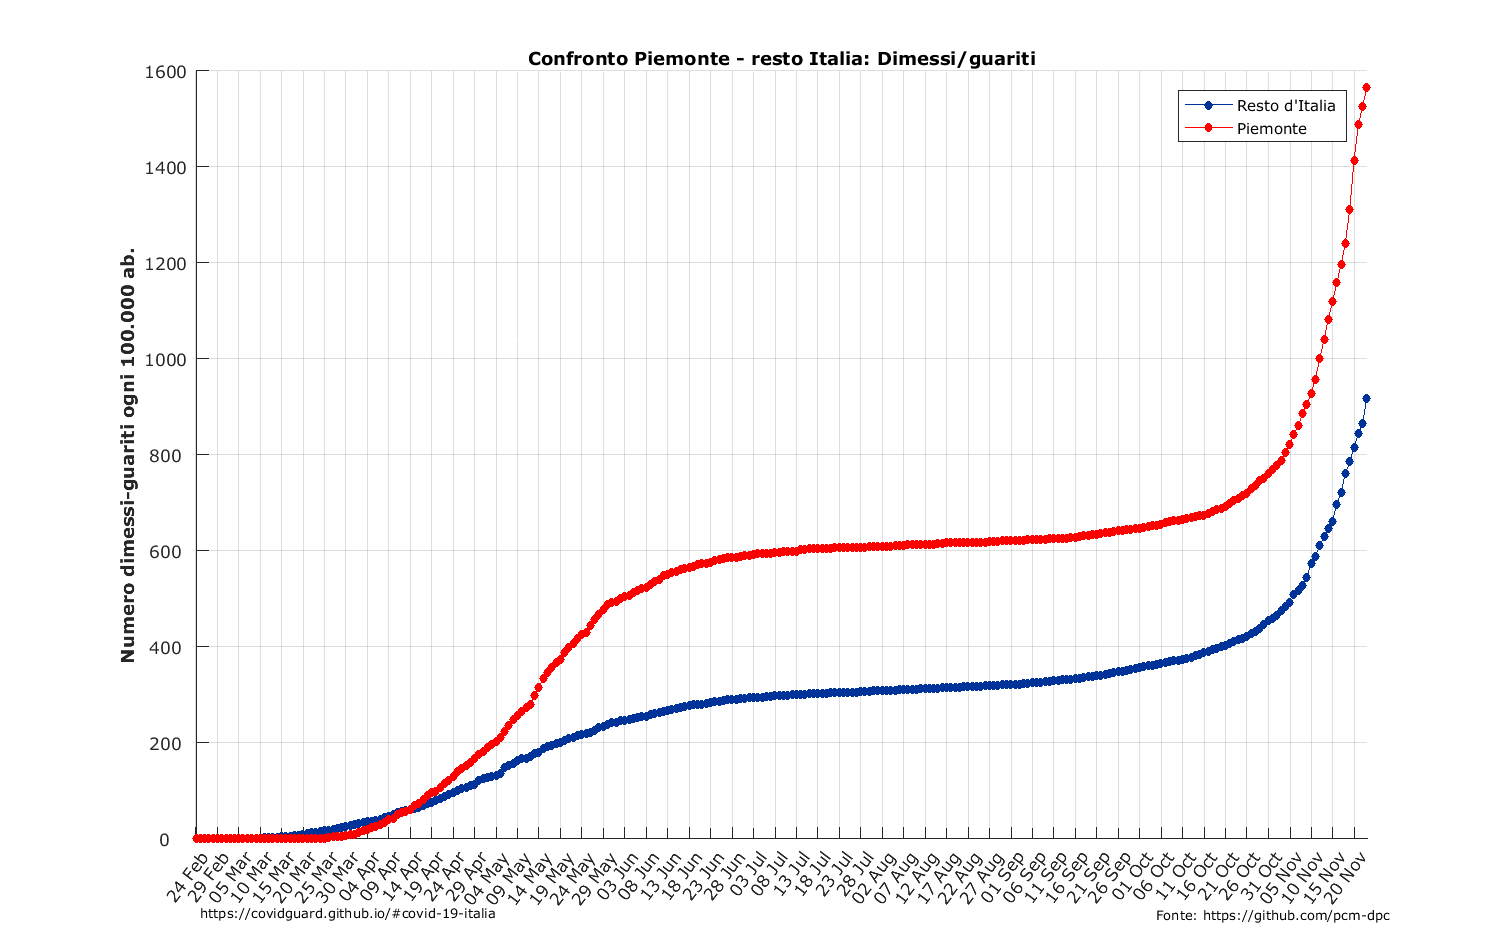 Confronto Piemonte - resto Italia: Dimessi/guariti
1600
1400
1200
1000
800
600
400
200
0
Numero dimessi-guariti ogni 100.000 ab.
Resto d'Italia
Piemonte
24 Feb
29 Feb
05 Mar
10 Mar
15 Mar
20 Mar
25 Mar
30 Mar
04 Apr
09 Apr
14 Apr
19 Apr
24 Apr
29 Apr
04 May
09 May
14 May
19 May
24 May
29 May
03 Jun
08 Jun
13 Jun
18 Jun
23 Jun
28 Jun
03 Jul
08 Jul
13 Jul
18 Jul
23 Jul
28 Jul
02 Aug
07 Aug
12 Aug
17 Aug
22 Aug
27 Aug
01 Sep
06 Sep
11 Sep
16 Sep
21 Sep
26 Sep
01 Oct
06 Oct
11 Oct
16 Oct
21 Oct
26 Oct
31 Oct
05 Nov
10 Nov
15 Nov
20 Nov
https://covidguard.github.io/#covid-19-italia
Fonte: https://github.com/pcm-dpc